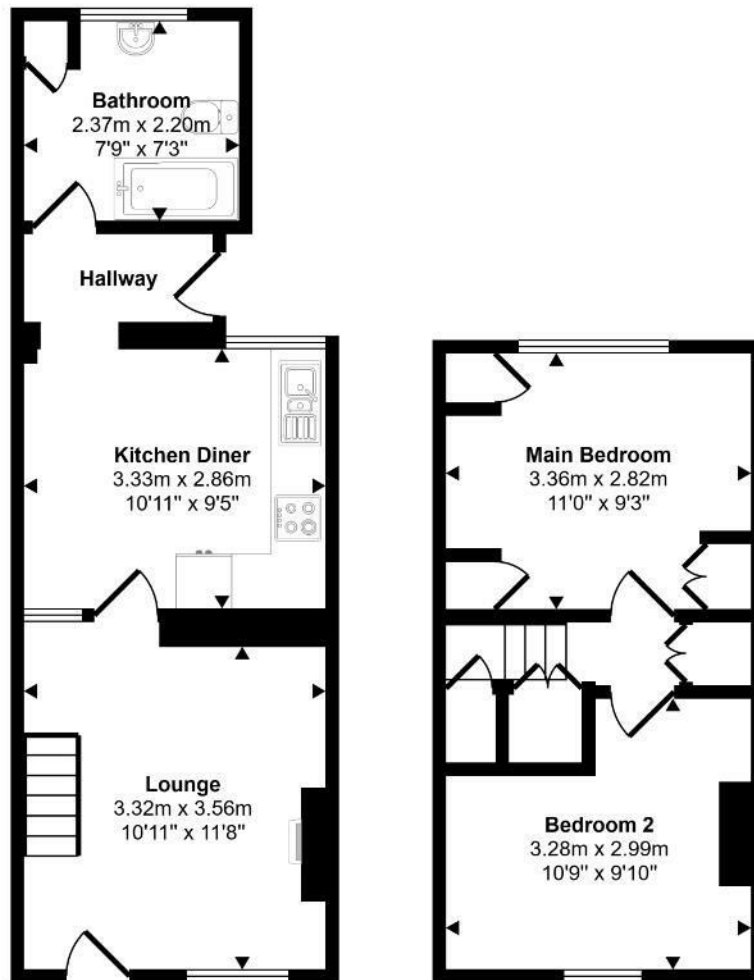 Bathroom
2.37m x 2.20m
7'9" x 7'3"
Hallway
Kitchen Diner
3.33m x 2.86m
10'11" x 9'5"
Lounge
3.32m x 3.56m
10'11" x 11'8"
Main Bedroom
3.36m x 2.82m
11'0" x 9'3"
Bedroom 2
3.28m x 2.99m
10'9" x 9'10"